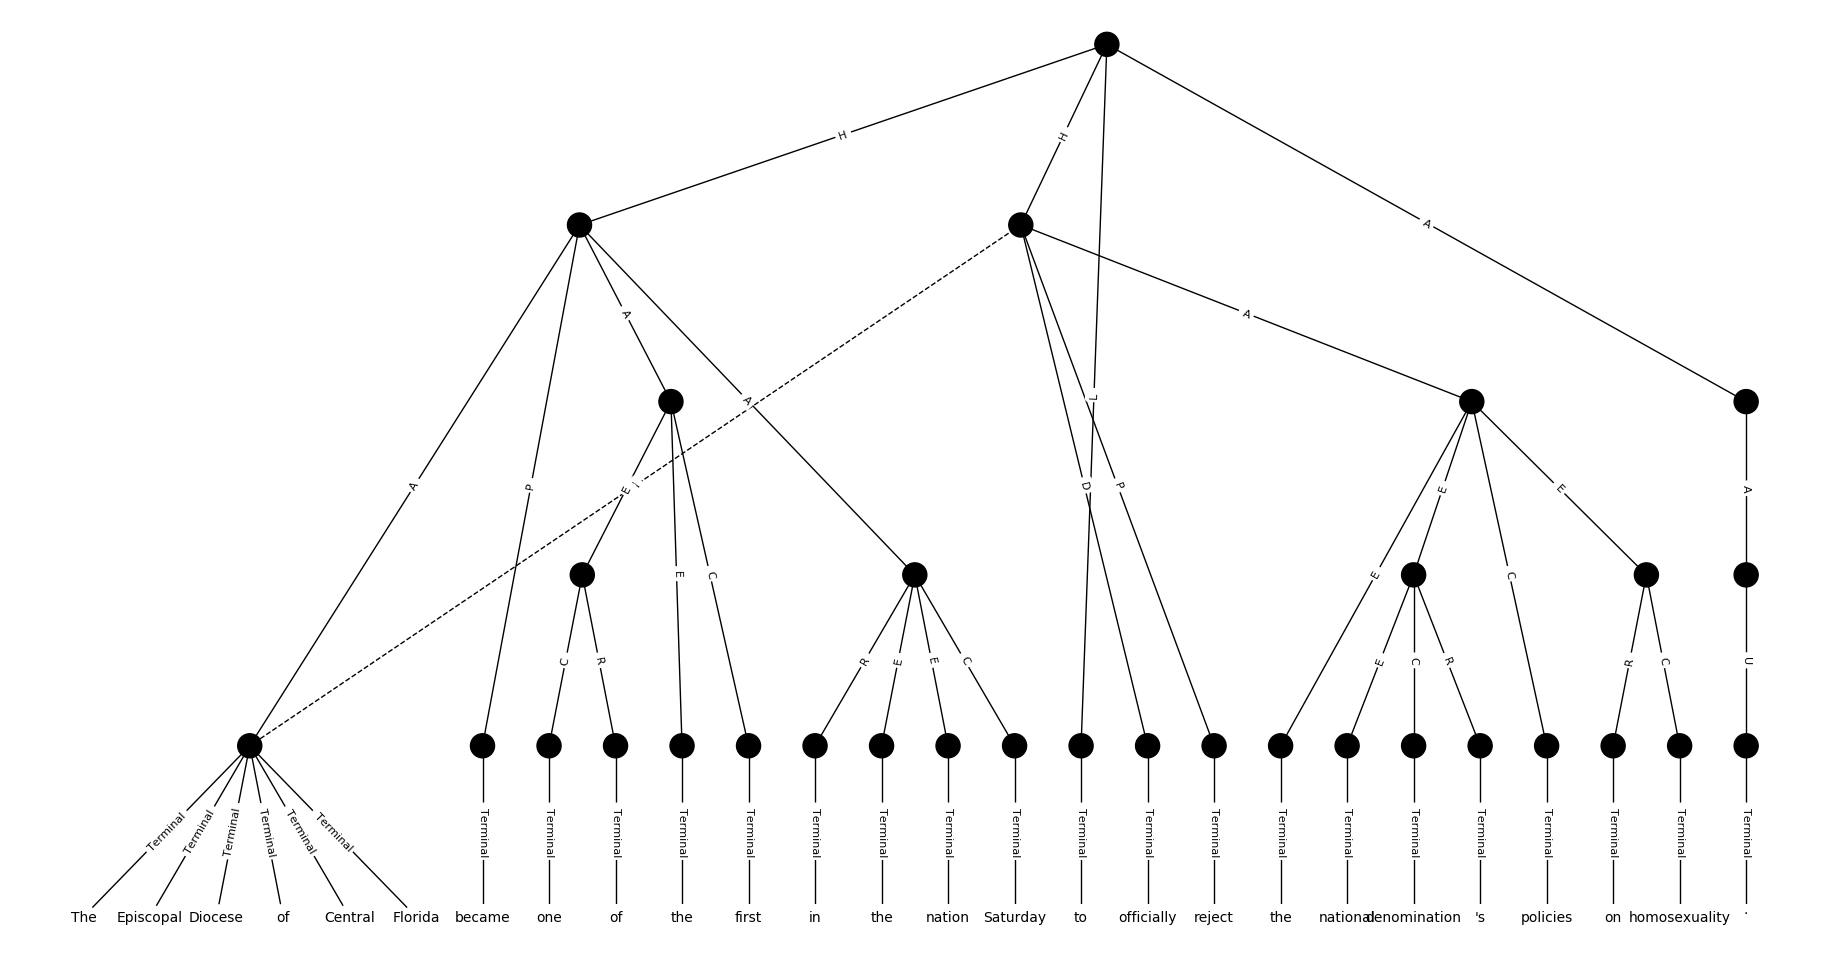 H
H
A
A
A
A
L
A
P
E
D
P
E
E
A
E
C
E
C
C
R
R
E
E
C
E
C
R
R
C
U
Terminal Terminal Terminal Terminal Terminal Terminal Terminal Terminal Terminal Terminal Terminal Terminal Terminal Terminal Terminal Terminal Terminal Terminal Terminal Terminal Terminal Terminal Terminal Terminal Terminal Terminal
The Episcopal Diocese of Central Florida became one of the first in the nation Saturday to officially reject the national denomination 's policies on homosexuality .